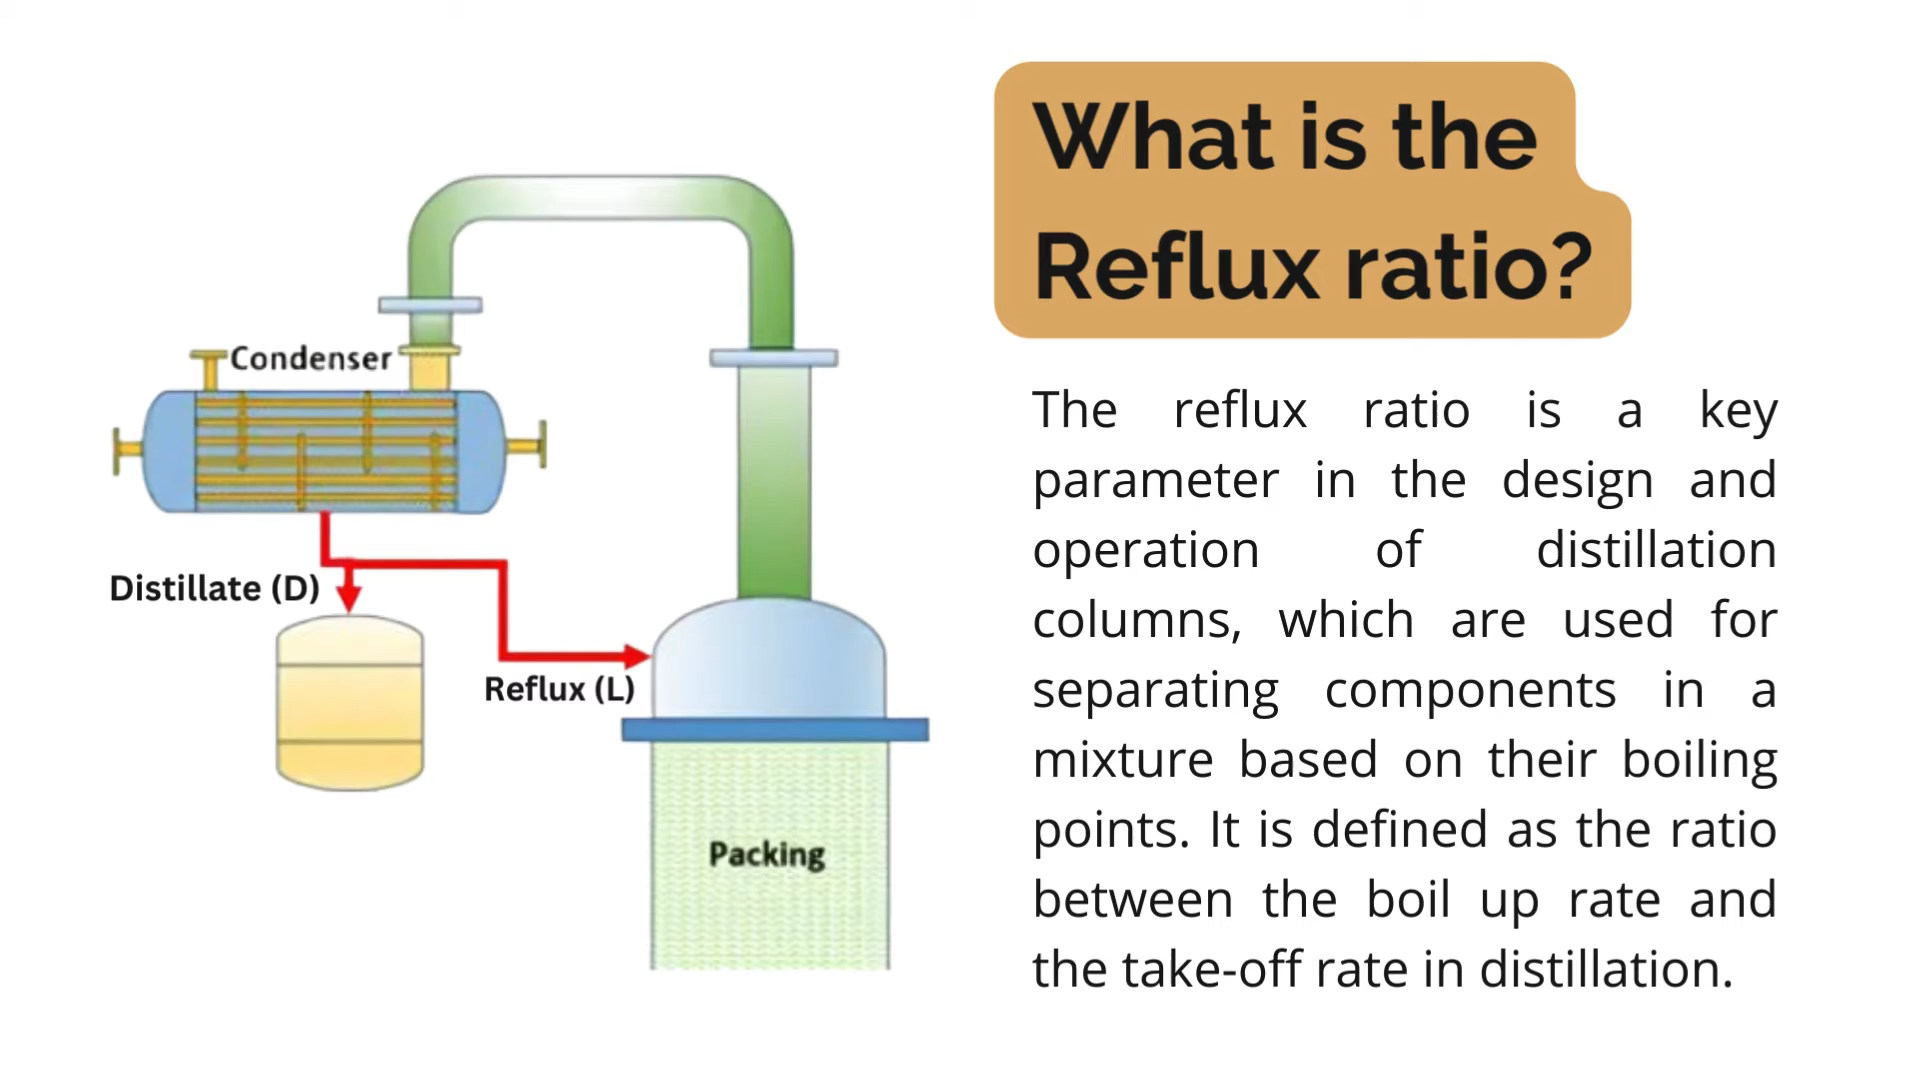 What is the
Reflux ratio?
Condenser
Distillate (D)
Reflux (L)
Packing
The reflux ratio is a key
parameter in the design and
operation of distillation
columns, which are used for
separating components in a
mixture based on their boiling
points. It is defined as the ratio
between the boil up rate and
the take-off rate in distillation.